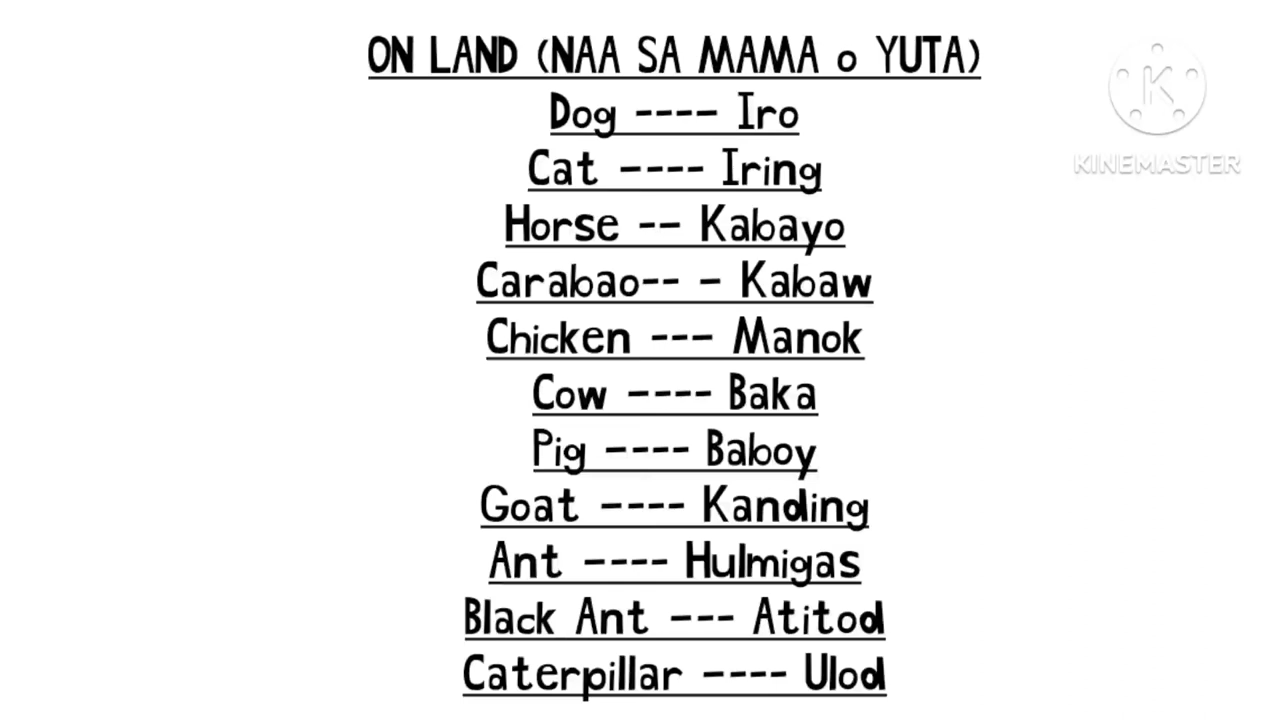 ON LAND (NAA SA MAMA o YUTA)
Dog ---- Iro
Cat ---- Iring
Horse -- Kabayo
Carabao-- - Kabaw
Chicken --- Manok
Cow ---- Baka
Pig ---- Baboy
Goat ---- Kanding
Ant ---- Hulmigas
Black Ant --- Atitod
Caterpillar ---- Ulod
K
KINEMASTER